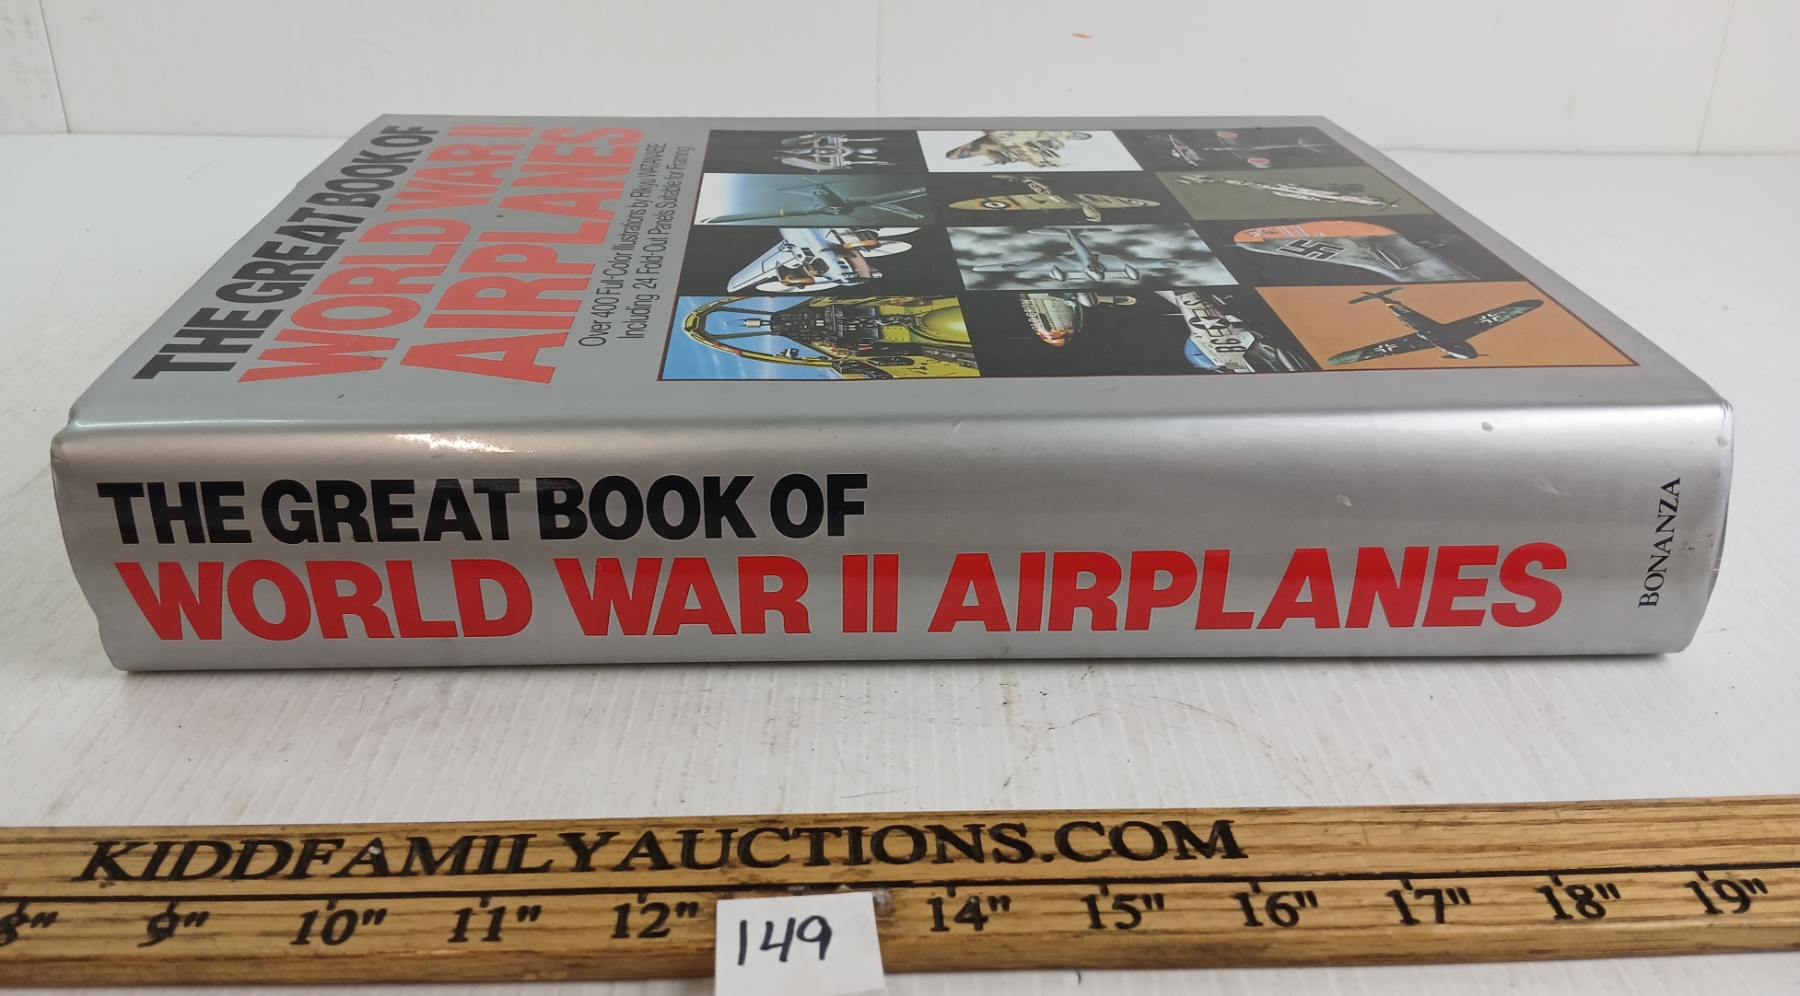 THE GREAT BOOK OF
WORLD WAR II
AIRPLANES
Over 400 Full-Color Illustrations by Rikyu WATANABE
Including 24 Fold-Out Panels Suitable for Framing
THE GREAT BOOK OF
WORLD WAR II AIRPLANES
BONANZA
KIDDFAMILYAUCTIONS.COM
8" 9" 10" 11" 12" 14" 15" 16" 17" 18" 19"
149